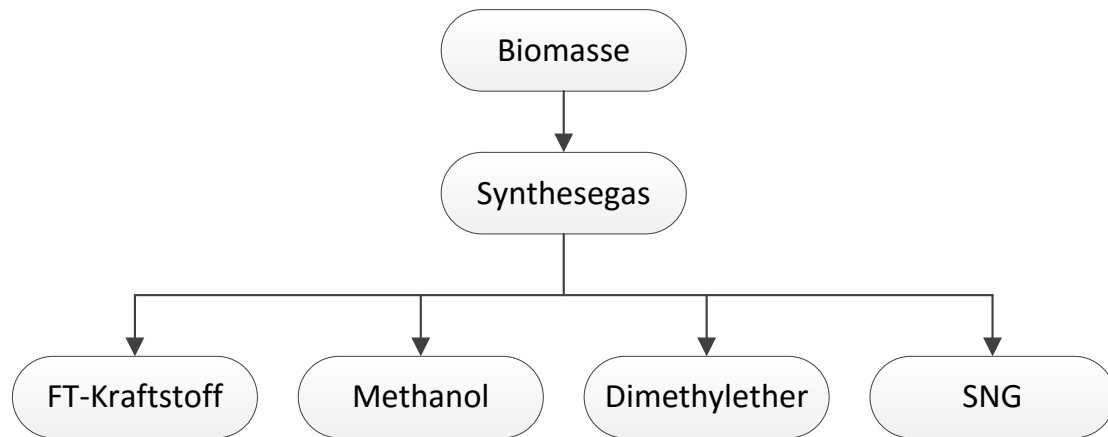 Biomasse
Synthesegas
FT-Kraftstoff
Methanol
Dimethylether
SNG